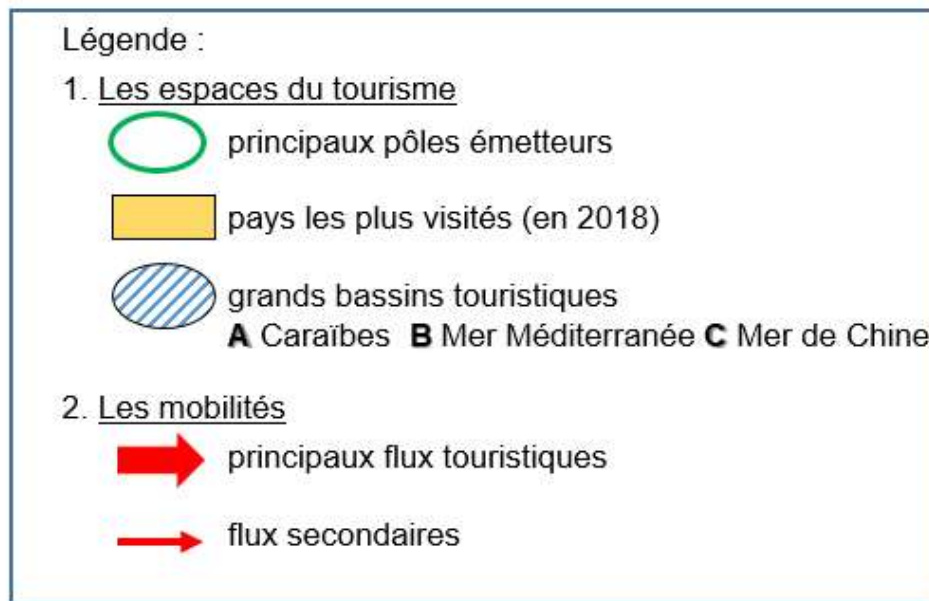 Légende :
1. Les espaces du tourisme
principaux pôles émetteurs
pays les plus visités (en 2018)
grands bassins touristiques
A Caraïbes B Mer Méditerranée C Mer de Chine
2. Les mobilités
principaux flux touristiques
flux secondaires